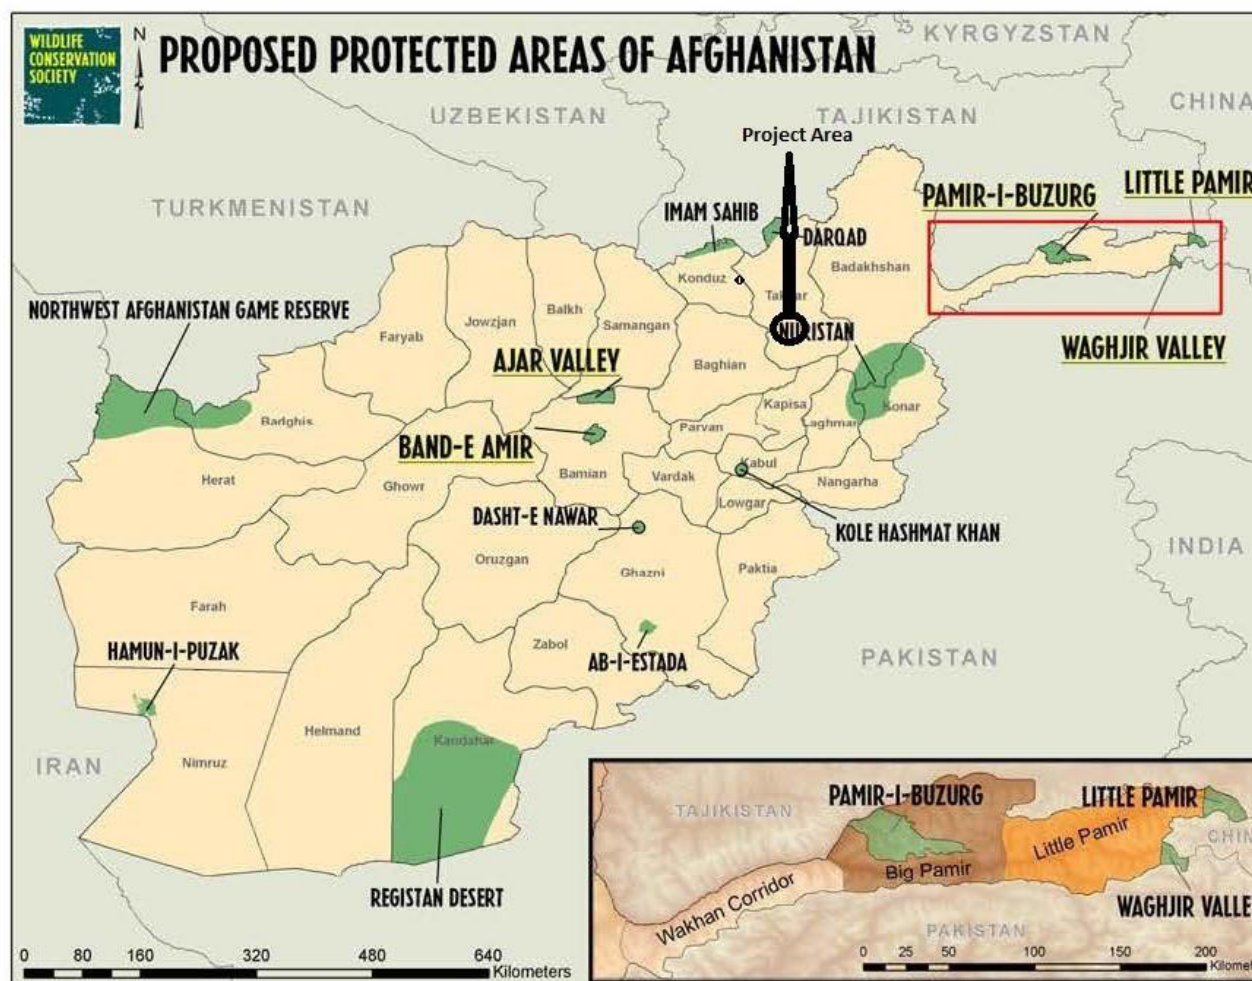 WILDLIFE
CONSERVATION
SOCIETY
N
PROPOSED PROTECTED AREAS OF AFGHANISTAN
KYRGYZSTAN
CHINA
UZBEKISTAN
TAJIKISTAN
Project Area
TURKMENISTAN
IMAM SAHIB
PAMIR-I-BUZURG
LITTLE PAMIR
DARQAD
Konduz
Badakhshan
NORTHWEST AFGHANISTAN GAME RESERVE
Faryab
Jowzjan
Balkh
Samangan
WAGHJIR VALLEY
AJAR VALLEY
Baghlan
Badghis
Kapisa
Konar
BAND-E AMIR
Parvan
Laghman
Herat
Ghowr
Bamian
Vardak
Kabul
Nangarha
Lowgar
DASHT-E NAWAR
KOLE HASHMAT KHAN
INDIA
Oruzgan
Ghazni
Paktia
Farah
HAMUN-I-PUZAK
Zabol
AB-I-ESTADA
PAKISTAN
Helmand
Kandahar
IRAN
Nimruz
REGISTAN DESERT
0 80 160 320 480 640
Kilometers
PAMIR-I-BUZURG
LITTLE PAMIR
TAJIKISTAN
CHIN
Little Pamir
Big Pamir
Wakhan Corridor
WAGHJIR VALLE
PAKISTAN
0 25 50 100 150 200
Kilomet